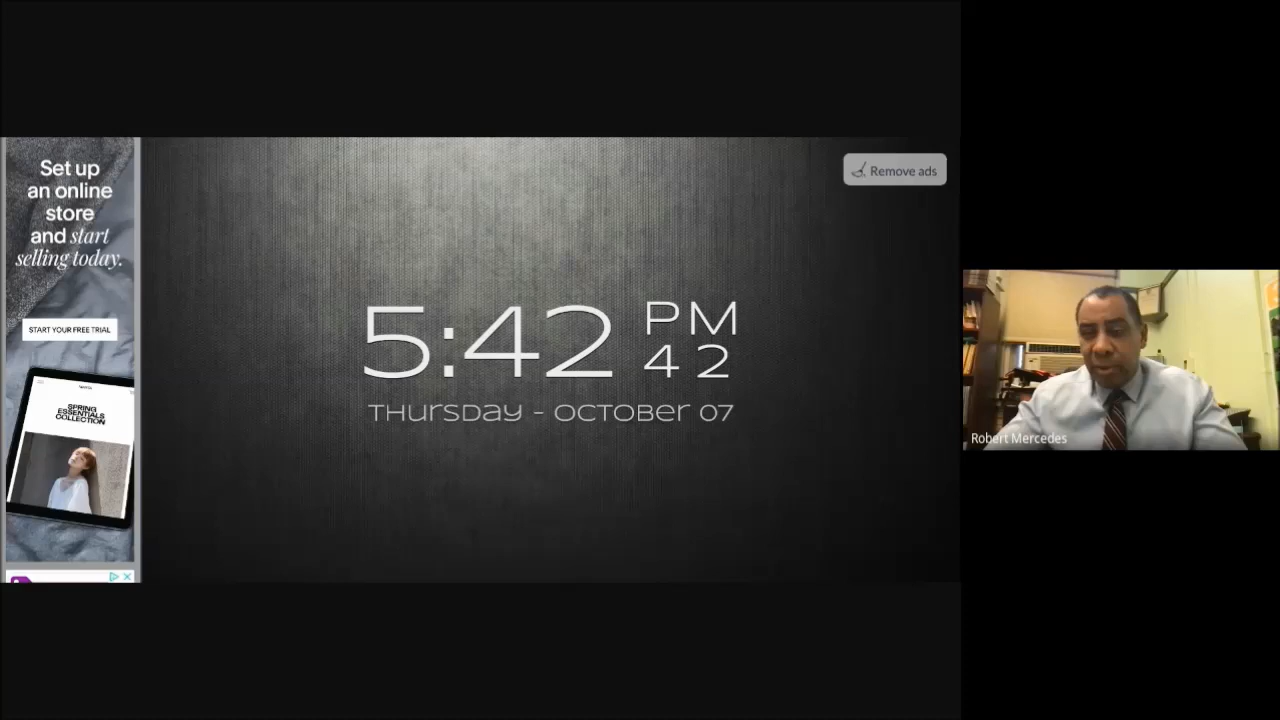 Set up
an online
store
and start
selling today.
START YOUR FREE TRIAL
SPRING
ESSENTIALS
COLLECTION
Remove ads
5:42 PM
42
THURSDAY - OCTOBER 07
Robert Mercedes